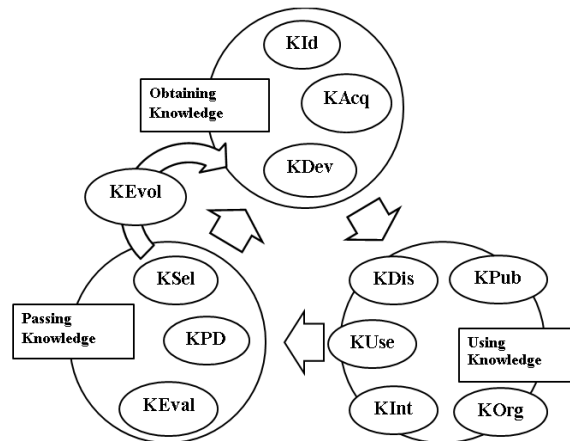 KId
Obtaining
Knowledge
KAcq
KDev
KEvol
KSel
KDis
KPub
Passing
Knowledge
KPD
KUse
Using
Knowledge
KEval
KInt
KOrg